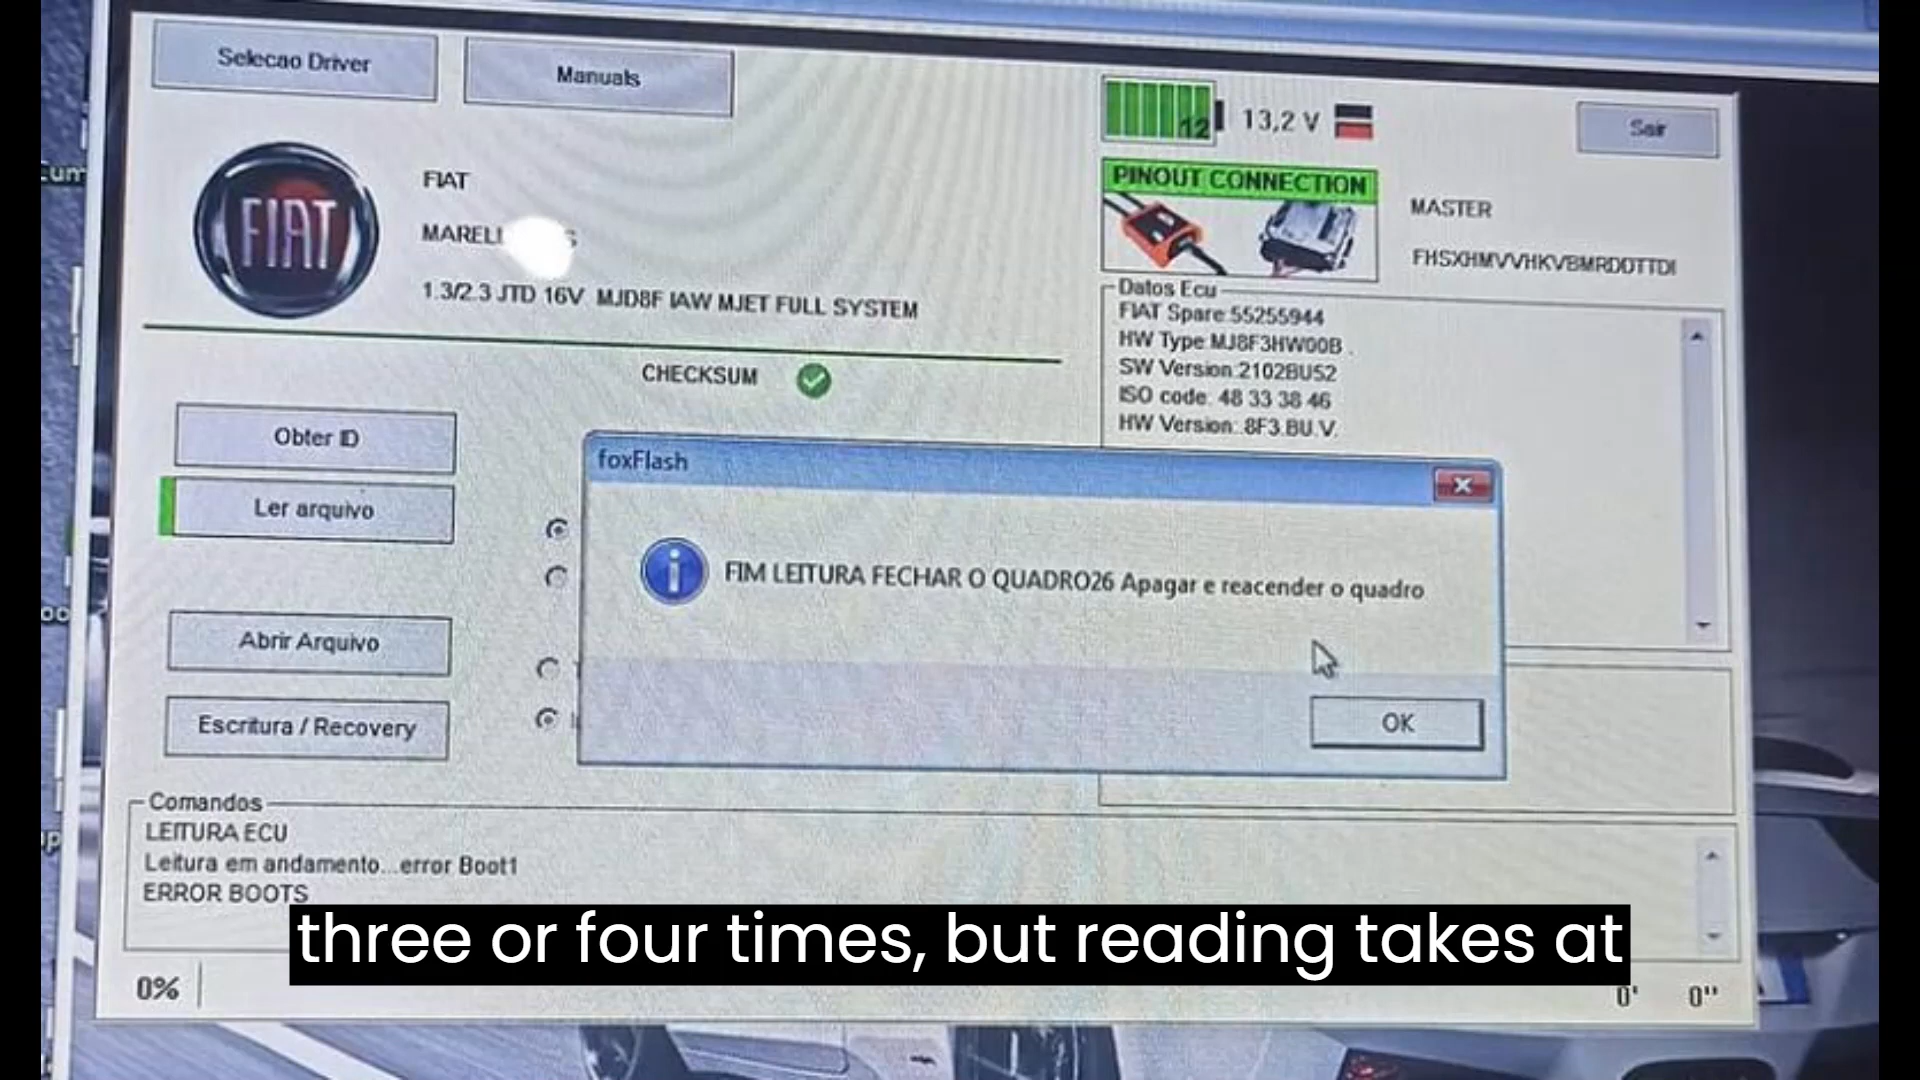 Selecao Driver
Manuals
12
13,2 V
Sair
FIAT
FIAT
PINOUT CONNECTION
MASTER
1.3/2.3 JTD 16V MJD8F IAW MJET FULL SYSTEM
Datos Ecu
FIAT Spare:55255944
HW Type:MJ8F3HW00B
SW Version:2102BU52
ISO code: 48 33 38 46
HW Version:.8F3.BU.V.
CHECKSUM
Obter ID
Ler arquivo
foxFlash
FIM LEITURA FECHAR O QUADRO26 Apagar e reacender o quadro
OK
Abrir Arquivo
Escritura / Recovery
Comandos
LEITURA ECU
Leitura em andamento...error Boot1
ERROR BOOTS
three or four times, but reading takes at
0%
0'
0"